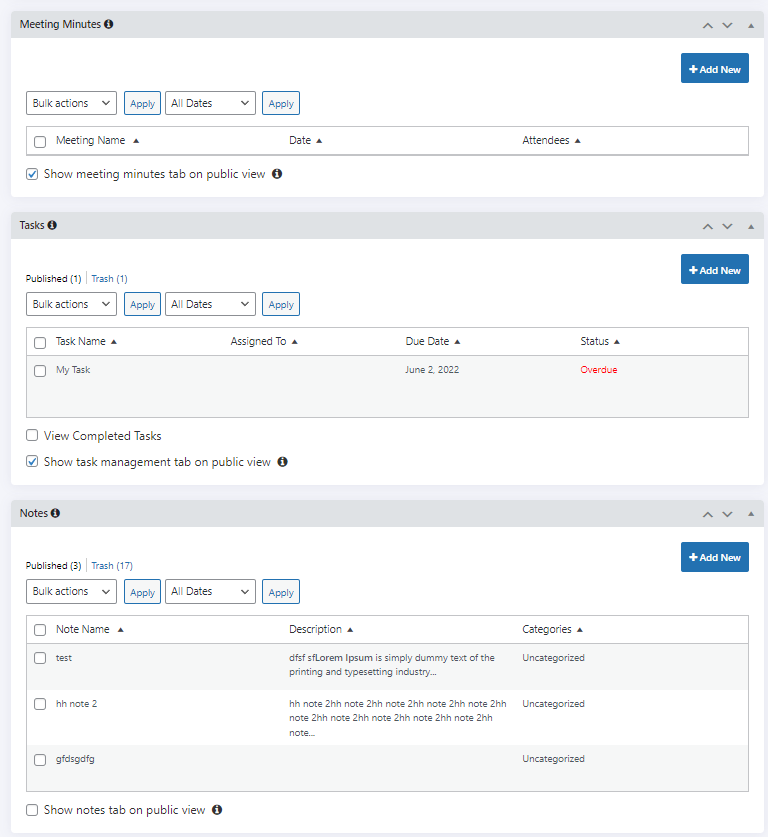 Meeting Minutes
Add New
Bulk actions Apply All Dates Apply
Meeting Name Date Attendees
Show meeting minutes tab on public view
Tasks
Add New
Published (1) Trash (1)
Bulk actions Apply All Dates Apply
Task Name Assigned To Due Date Status
My Task June 2, 2022 Overdue
View Completed Tasks
Show task management tab on public view
Notes
Add New
Published (3) Trash (17)
Bulk actions Apply All Dates Apply
Note Name Description Categories
test dfsf sfLorem Ipsum is simply dummy text of the Uncategorized
printing and typesetting industry...
hh note 2 hh note 2hh note 2hh note 2hh note 2hh note 2hh Uncategorized
note 2hh note 2hh note 2hh note 2hh note 2hh
note...
gfdsgdfg Uncategorized
Show notes tab on public view